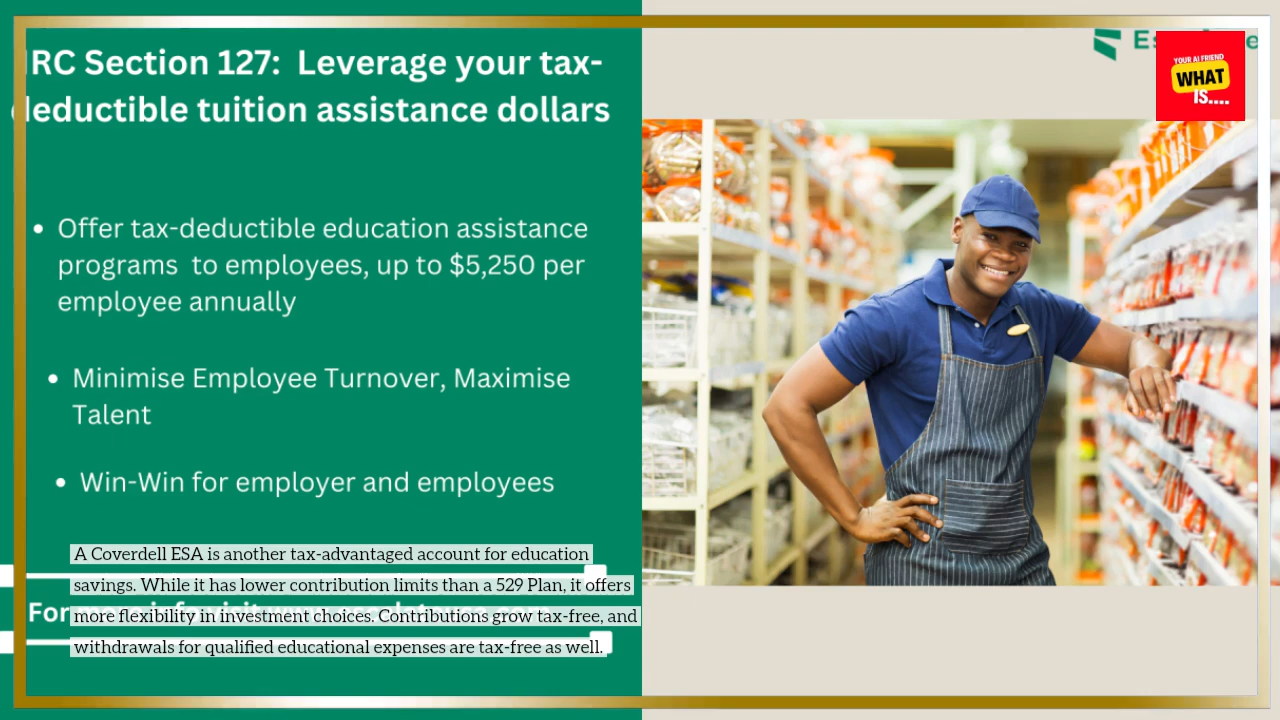 IRC Section 127:  Leverage your tax-
deductible tuition assistance dollars
YOUR AI FRIEND
WHAT
IS....
• Offer tax-deductible education assistance
programs  to employees, up to $5,250 per
employee annually
• Minimise Employee Turnover, Maximise
Talent
• Win-Win for employer and employees
A Coverdell ESA is another tax-advantaged account for education
savings. While it has lower contribution limits than a 529 Plan, it offers
For
more flexibility in investment choices. Contributions grow tax-free, and
withdrawals for qualified educational expenses are tax-free as well.